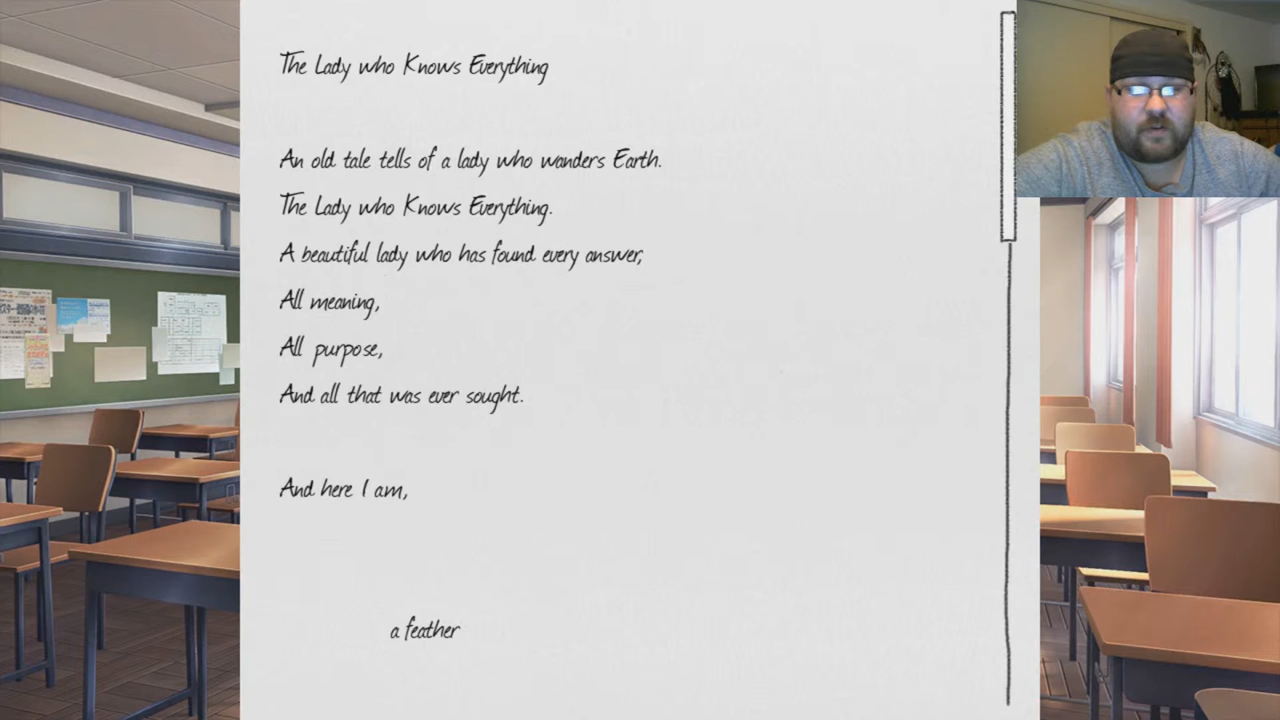 The Lady who Knows Everything
An old tale tells of a lady who wanders Earth.
The Lady who Knows Everything.
A beautiful lady who has found every answer,
All meaning,
All purpose,
And all that was ever sought.
And here I am,
a feather